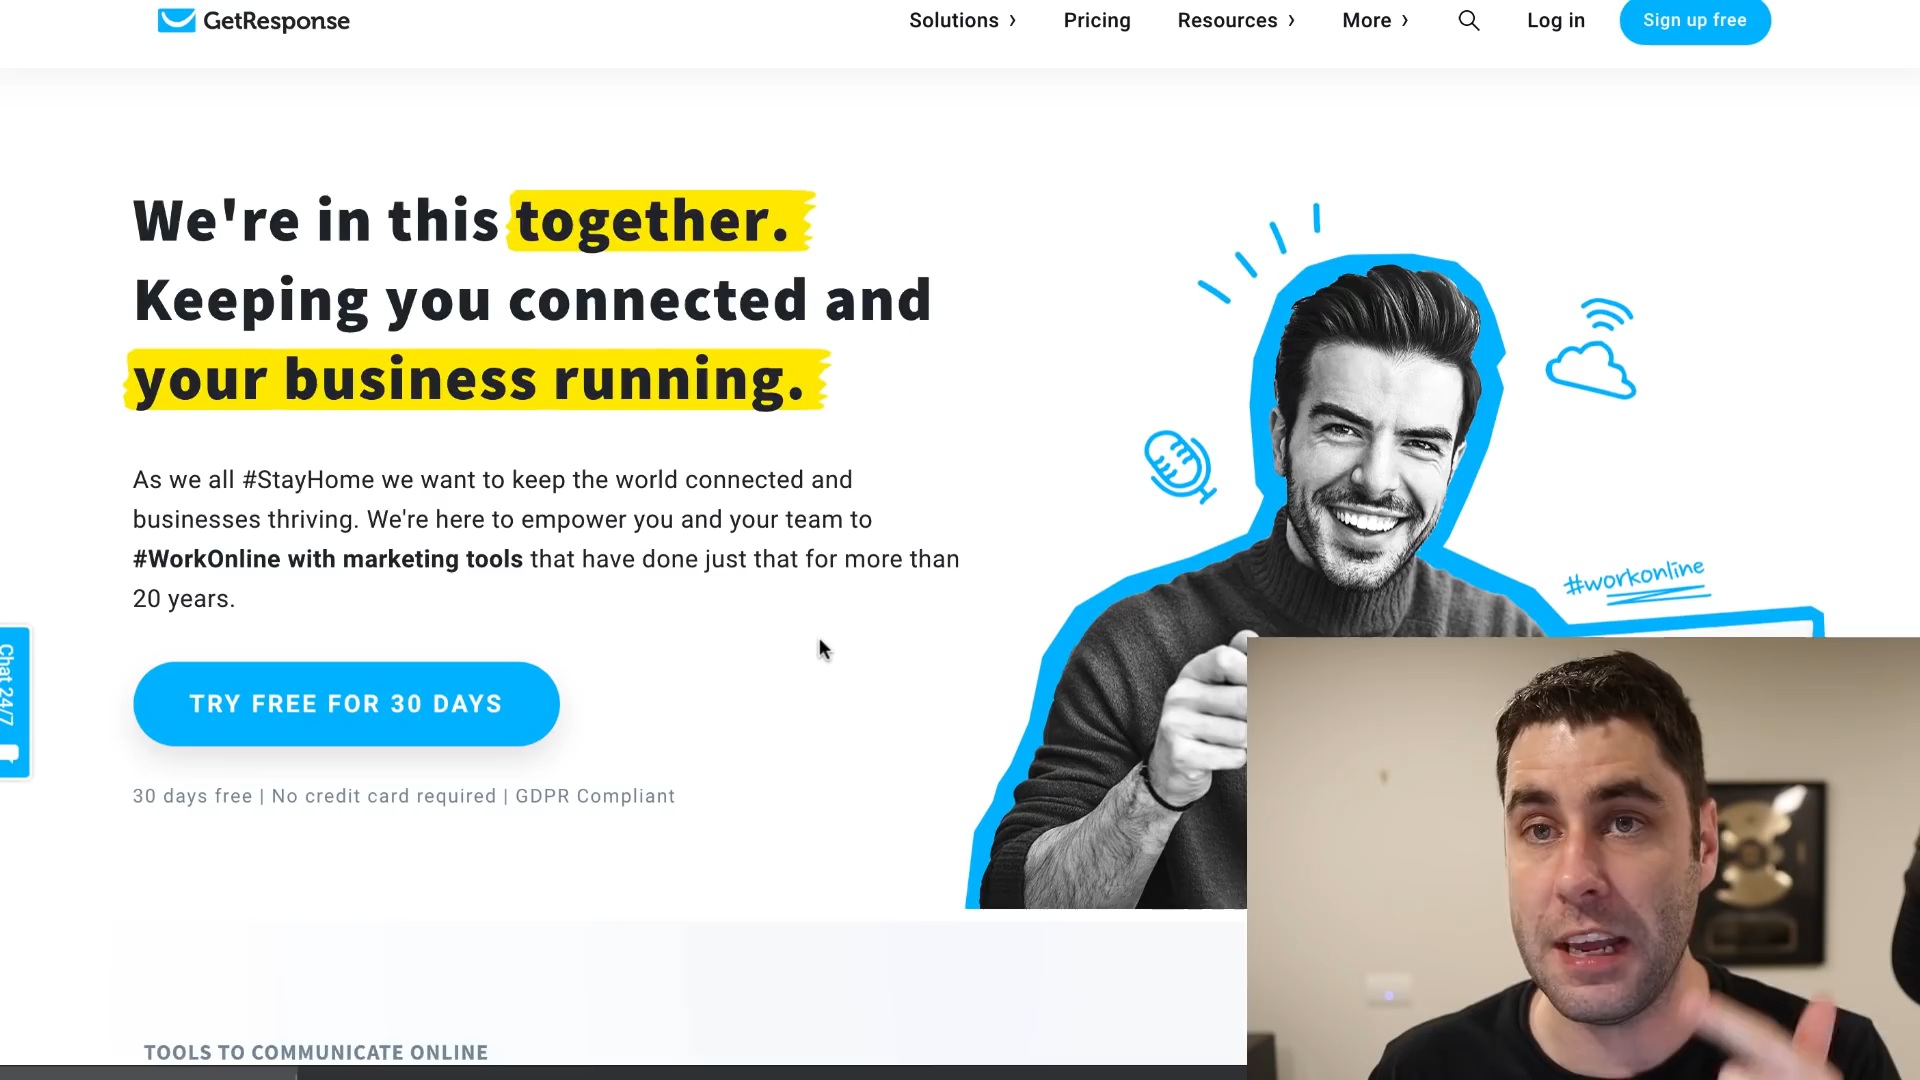 GetResponse
Solutions
Pricing
Resources
More
Log in
Sign up free
We're in this together.
Keeping you connected and
your business running.
As we all #StayHome we want to keep the world connected and
businesses thriving. We're here to empower you and your team to
#WorkOnline with marketing tools that have done just that for more than
20 years.
#workonline
Chat 24/7
TRY FREE FOR 30 DAYS
30 days free | No credit card required | GDPR Compliant
TOOLS TO COMMUNICATE ONLINE